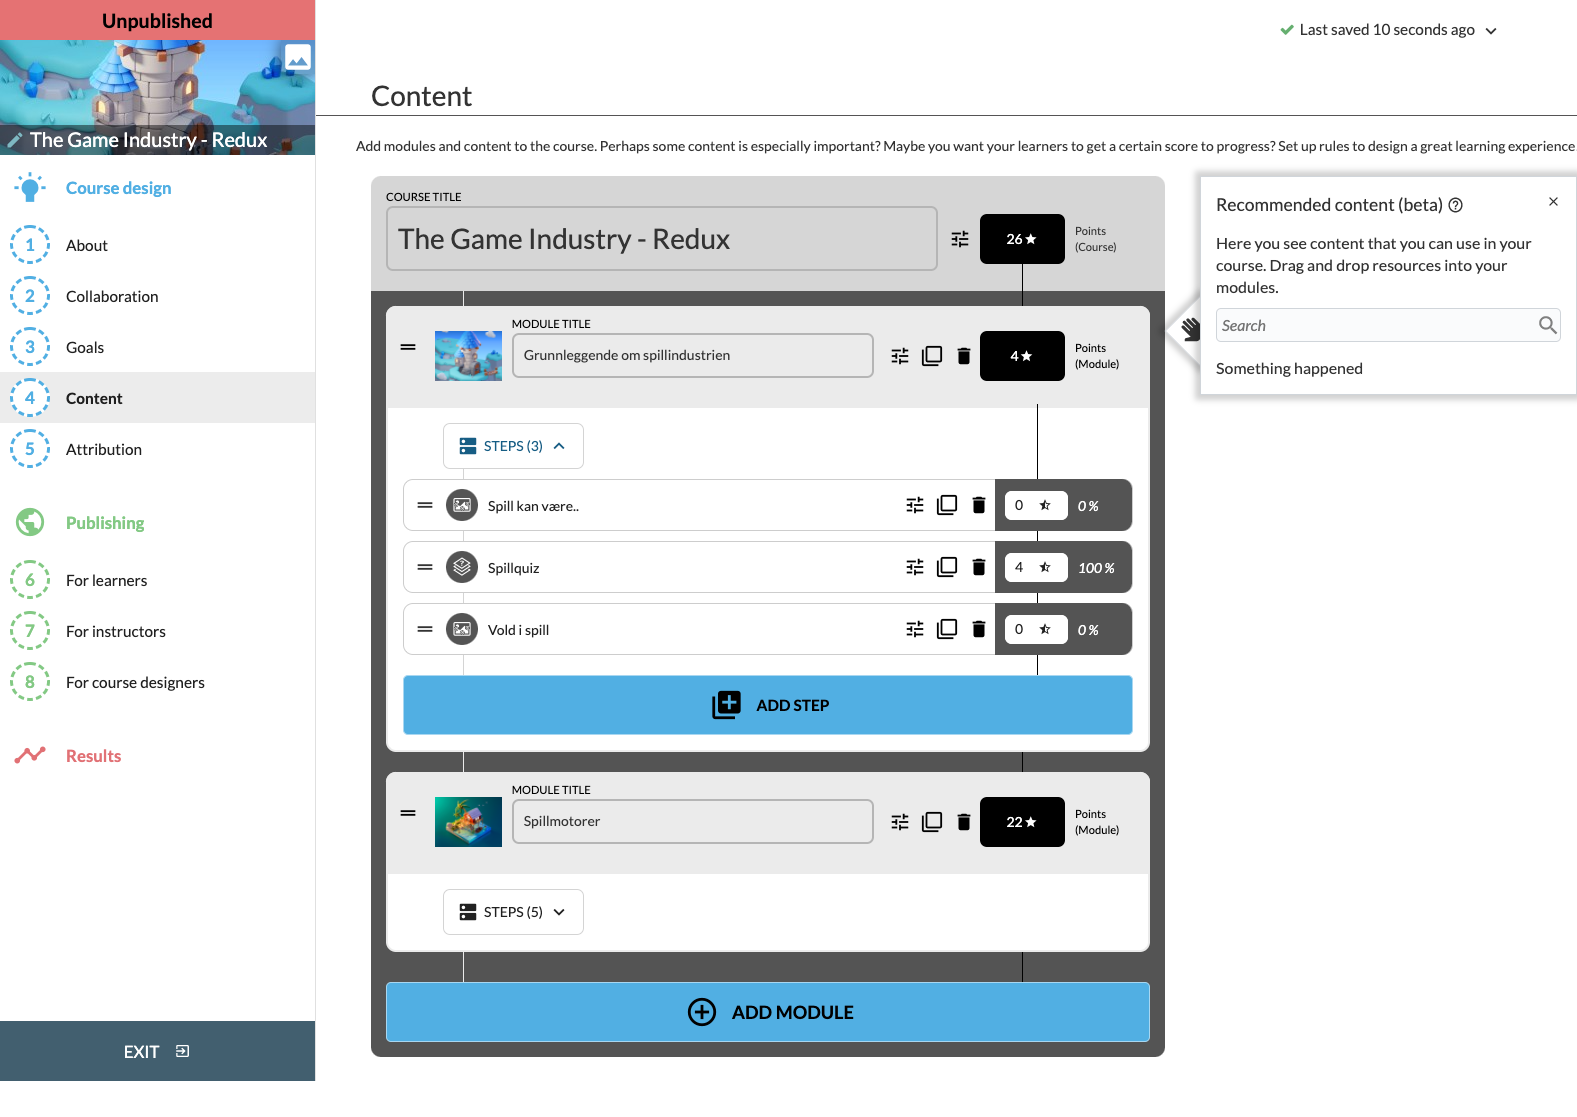 Unpublished
The Game Industry - Redux
Course design
1 About
2 Collaboration
3 Goals
4 Content
5 Attribution
Publishing
6 For learners
7 For instructors
8 For course designers
Results
EXIT
Last saved 10 seconds ago
Content
Add modules and content to the course. Perhaps some content is especially important? Maybe you want your learners to get a certain score to progress? Set up rules to design a great learning experience
COURSE TITLE
The Game Industry - Redux
26
Points
(Course)
MODULE TITLE
Grunnleggende om spillindustrien
4
Points
(Module)
STEPS (3)
Spill kan være..
0
0 %
Spillquiz
4
100 %
Vold i spill
0
0 %
ADD STEP
MODULE TITLE
Spillmotorer
22
Points
(Module)
STEPS (5)
ADD MODULE
Recommended content (beta)
Here you see content that you can use in your
course. Drag and drop resources into your
modules.
Search
Something happened